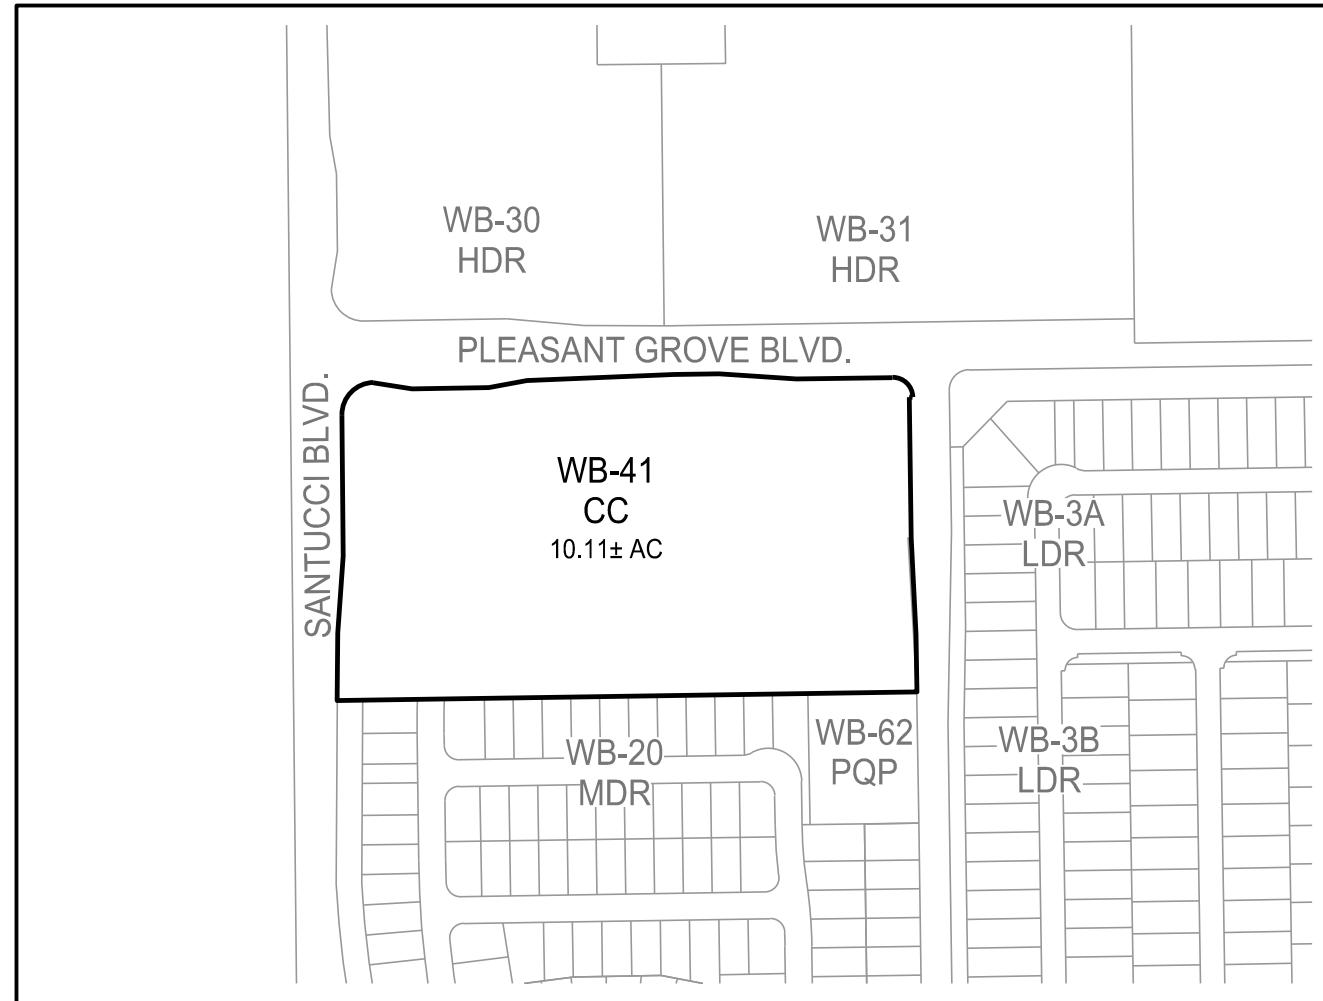 WB-30
HDR
WB-31
HDR
PLEASANT GROVE BLVD.
SANTUCCI BLVD.
WB-41
CC
10.11± AC
WB-3A
LDR
WB-20
MDR
WB-62
PQP
WB-3B
LDR